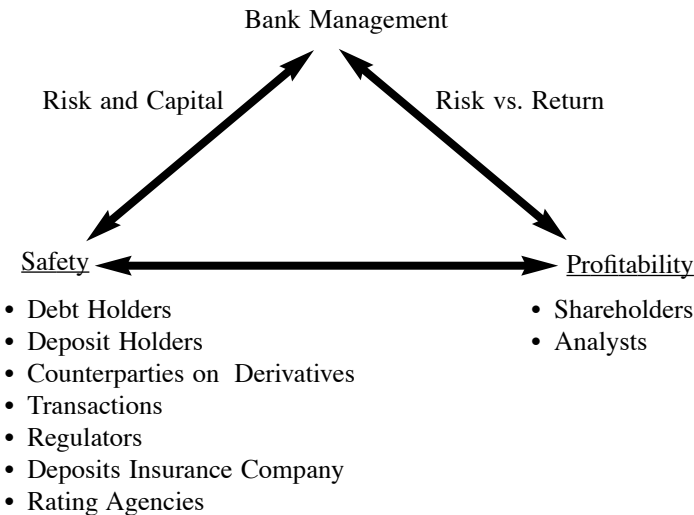 Bank Management
Risk and Capital
Risk vs. Return
Safety
Profitability
• Debt Holders
• Deposit Holders
• Counterparties on Derivatives
• Transactions
• Regulators
• Deposits Insurance Company
• Rating Agencies
• Shareholders
• Analysts